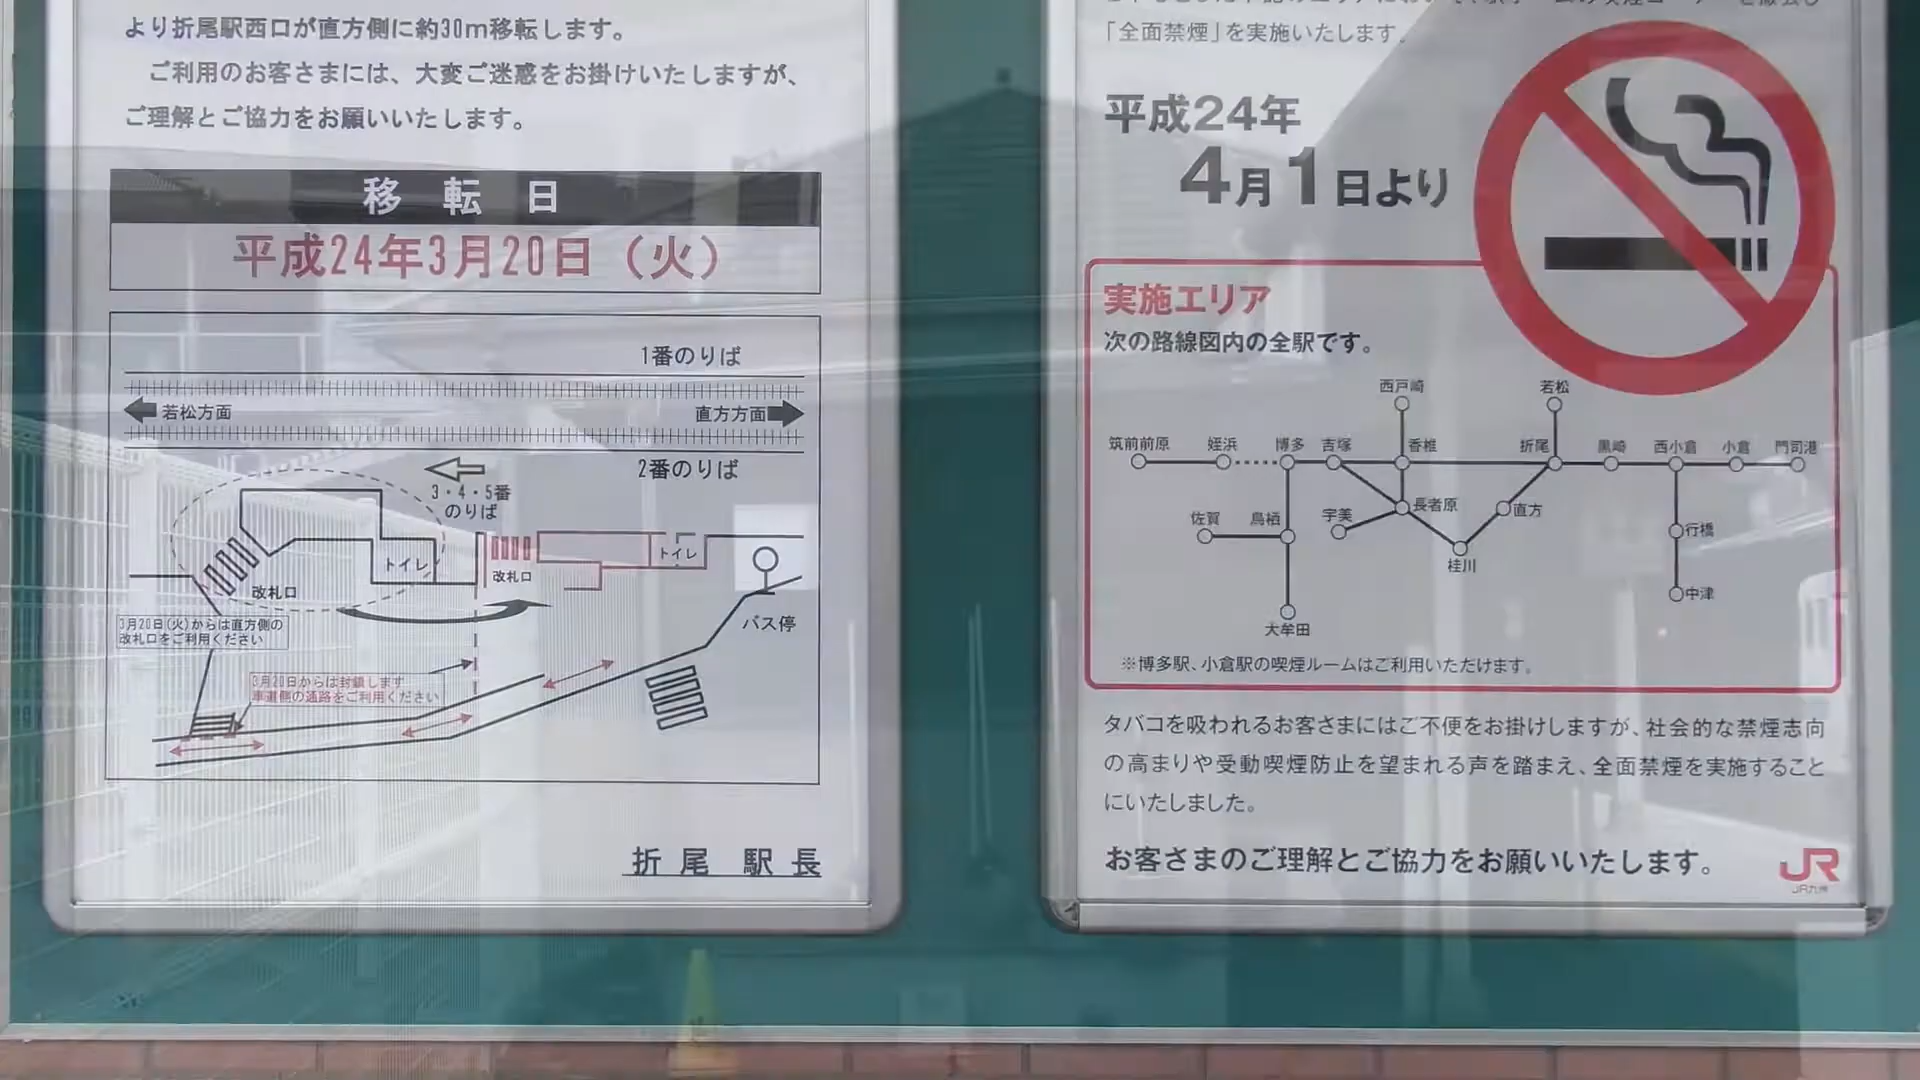 より折尾駅西口が直方側に約30m移転します。
ご利用のお客さまには、大変ご迷惑をお掛けいたしますが、
ご理解とご協力をお願いいたします。
移転日
平成24年3月20日(火)
1番のりば
若松方面
直方方面
2番のりば
3・4・5番
のりば
トイレ
改札口
改札口
トイレ
バス停
3月20日(火)からは直方側の
改札口をご利用ください
3月20日からは封鎖します
車道側の通路をご利用ください
折尾 駅長
「全面禁煙」を実施いたします。
平成24年
4月1日より
実施エリア
次の路線図内の全駅です。
西戸崎
若松
筑前前原
姪浜
博多
吉塚
香椎
折尾
黒崎
西小倉
小倉
門司港
佐賀
鳥栖
宇美
長者原
直方
行橋
桂川
中津
大牟田
※博多駅、小倉駅の喫煙ルームはご利用いただけます。
タバコを吸われるお客さまにはご不便をお掛けしますが、社会的な禁煙志向
の高まりや受動喫煙防止を望まれる声を踏まえ、全面禁煙を実施すること
にいたしました。
お客さまのご理解とご協力をお願いいたします。
JR
JR九州